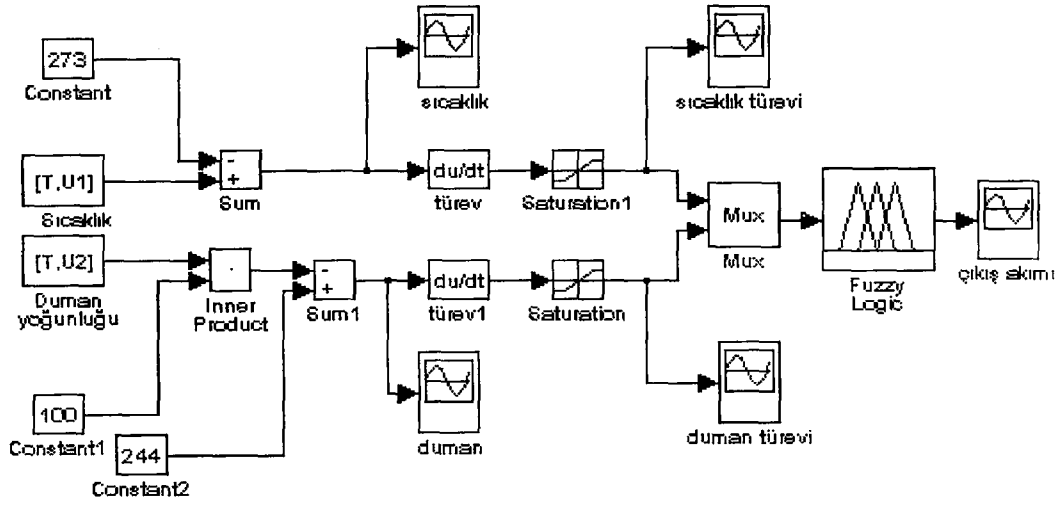 273
Constant
sıcaklık
sıcaklık türevi
[T,U1]
Sıcaklık
-
+
Sum
du/dt
türev
Saturation1
Mux
Mux
Fuzzy
Logic
çıkış akımı
[T,U2]
Duman
yoğunluğu
.
Inner
Product
-
+
Sum1
du/dt
türev1
Saturation
duman
duman türevi
100
Constant1
244
Constant2